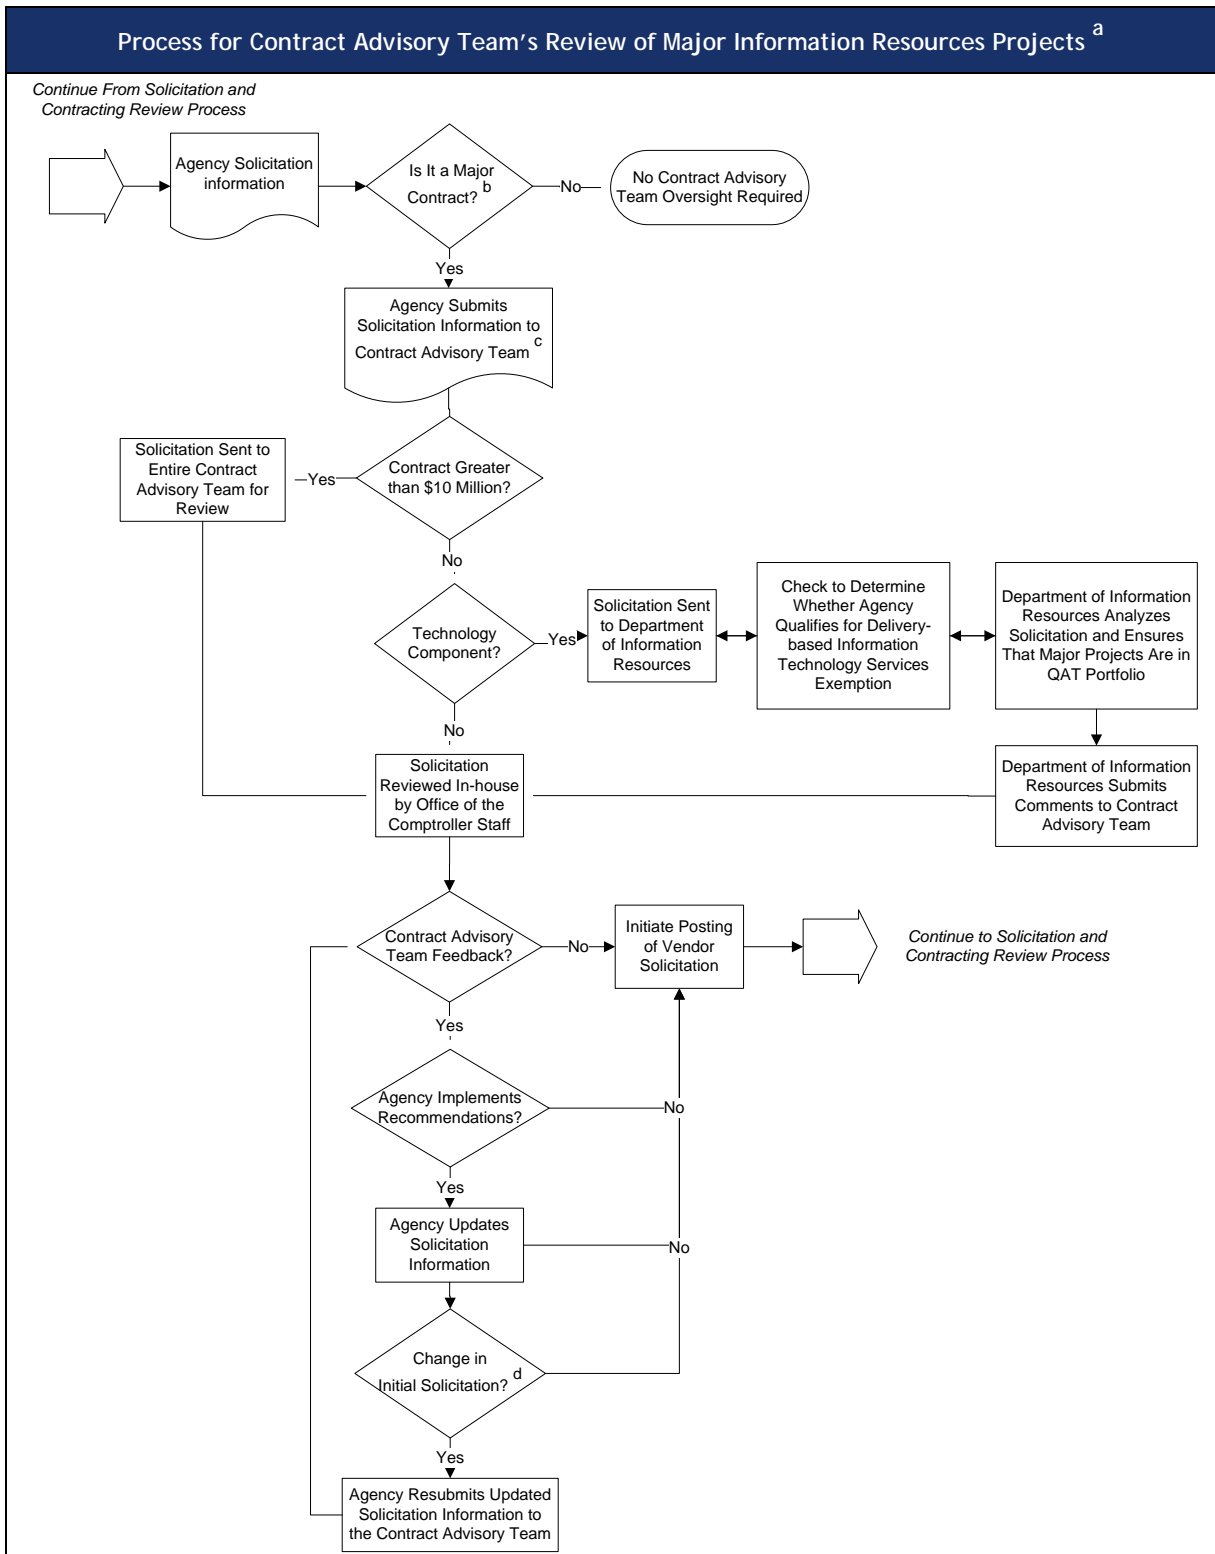 Process for Contract Advisory Team's Review of Major Information Resources Projects a
Continue From Solicitation and
Contracting Review Process
Agency Solicitation
information
Is It a Major
Contract? b
No
No Contract Advisory
Team Oversight Required
Yes
Agency Submits
Solicitation Information to
Contract Advisory Team c
Solicitation Sent to
Entire Contract
Advisory Team for
Review
Yes
Contract Greater
than $10 Million?
No
Technology
Component?
Yes
Solicitation Sent
to Department
of Information
Resources
Check to Determine
Whether Agency
Qualifies for Delivery-
based Information
Technology Services
Exemption
Department of Information
Resources Analyzes
Solicitation and Ensures
That Major Projects Are in
QAT Portfolio
No
Solicitation
Reviewed In-house
by Office of the
Comptroller Staff
Department of Information
Resources Submits
Comments to Contract
Advisory Team
Contract Advisory
Team Feedback?
No
Initiate Posting
of Vendor
Solicitation
Continue to Solicitation and
Contracting Review Process
Yes
Agency Implements
Recommendations?
No
Yes
Agency Updates
Solicitation
Information
No
Change in
Initial Solicitation? d
Yes
Agency Resubmits Updated
Solicitation Information to
the Contract Advisory Team